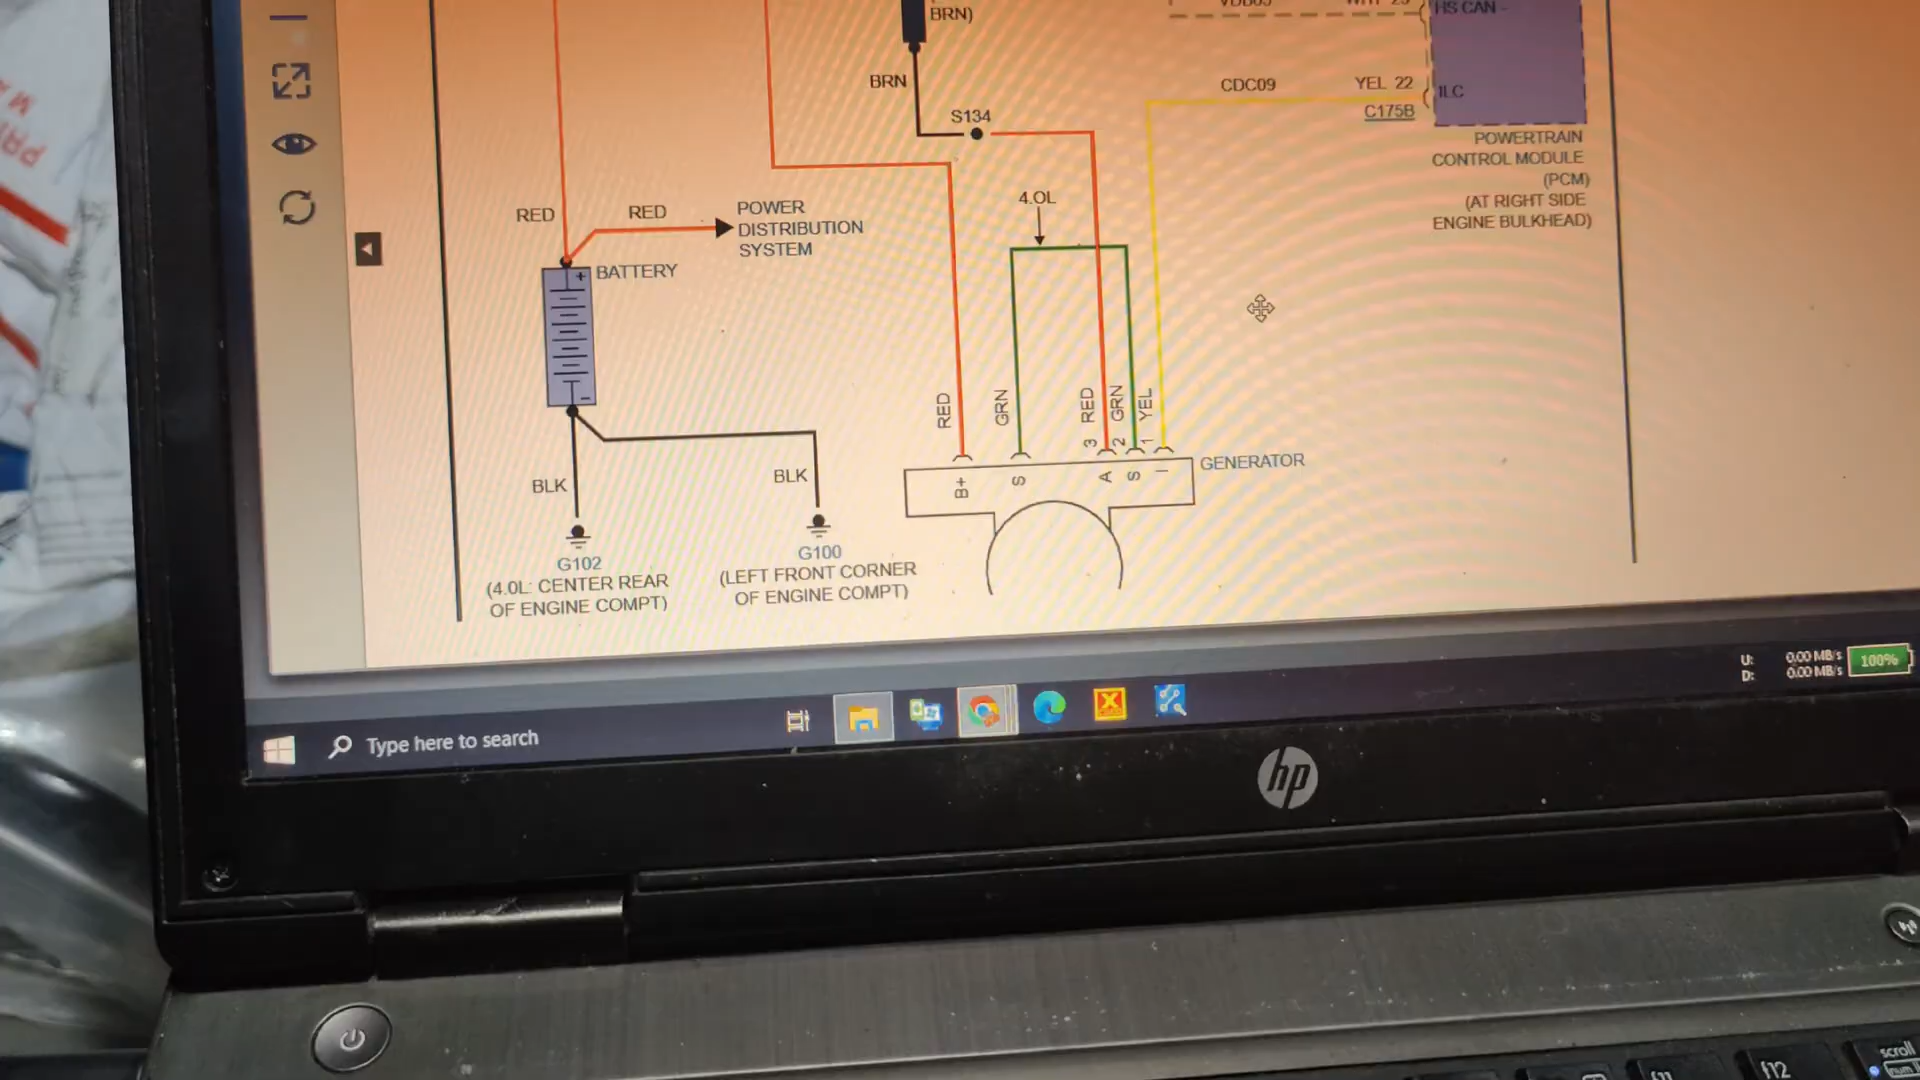 BRN)
HS CAN -
BRN
CDC09
YEL 22
ILC
C175B
S134
POWERTRAIN
CONTROL MODULE
(PCM)
(AT RIGHT SIDE
ENGINE BULKHEAD)
4.0L
RED
RED
POWER
DISTRIBUTION
SYSTEM
+ BATTERY
-
RED
GRN
3 RED
2 GRN
1 YEL
BLK
BLK
B+
S
A
S
I
GENERATOR
G102
(4.0L: CENTER REAR
OF ENGINE COMPT)
G100
(LEFT FRONT CORNER
OF ENGINE COMPT)
U: 0.00 MB/s
D: 0.00 MB/s
100%
Type here to search
hp
scroll
num
f11
f12